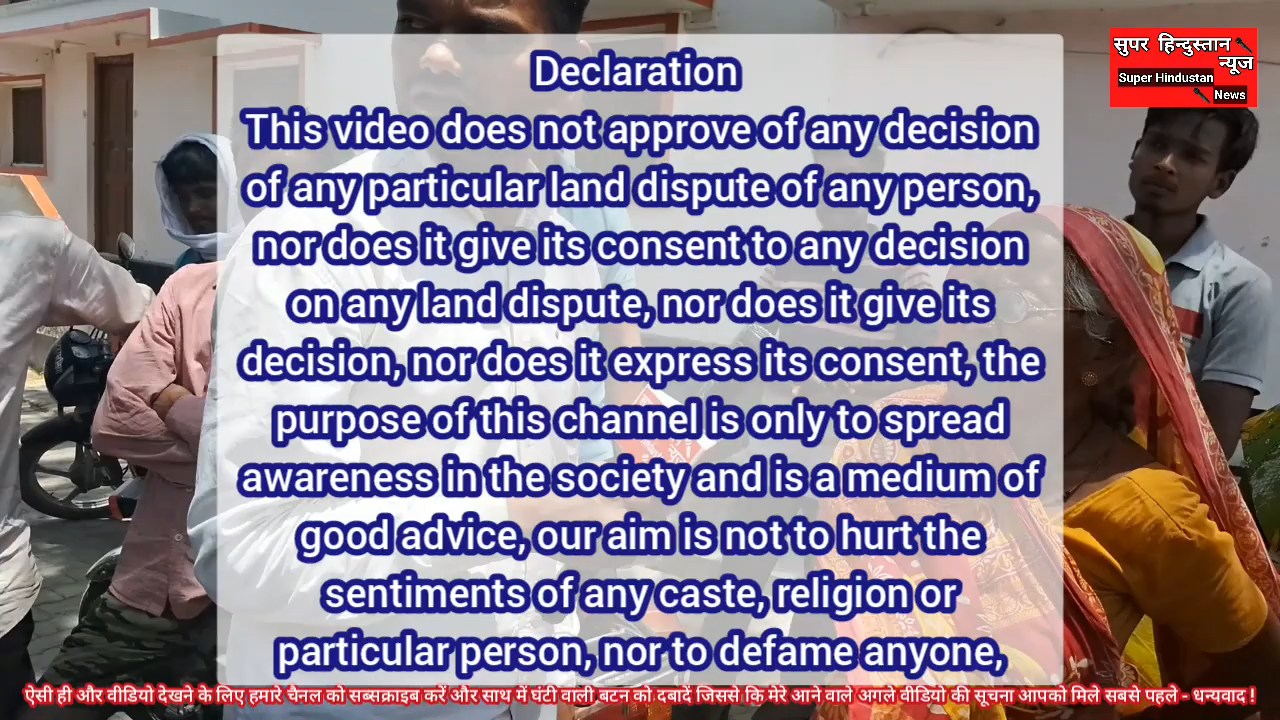 सुपर हिन्दुस्तान
न्यूज
Super Hindustan
News
Declaration
This video does not approve of any decision
of any particular land dispute of any person,
nor does it give its consent to any decision
on any land dispute, nor does it give its
decision, nor does it express its consent, the
purpose of this channel is only to spread
awareness in the society and is a medium of
good advice, our aim is not to hurt the
sentiments of any caste, religion or
particular person, nor to defame anyone,
ऐसी ही और वीडियो देखने के लिए हमारे चैनल को सब्सक्राइब करें और साथ में घंटी वाली बटन को दबादें जिससे कि मेरे आने वाले अगले वीडियो की सूचना आपको मिले सबसे पहले - धन्यवाद !